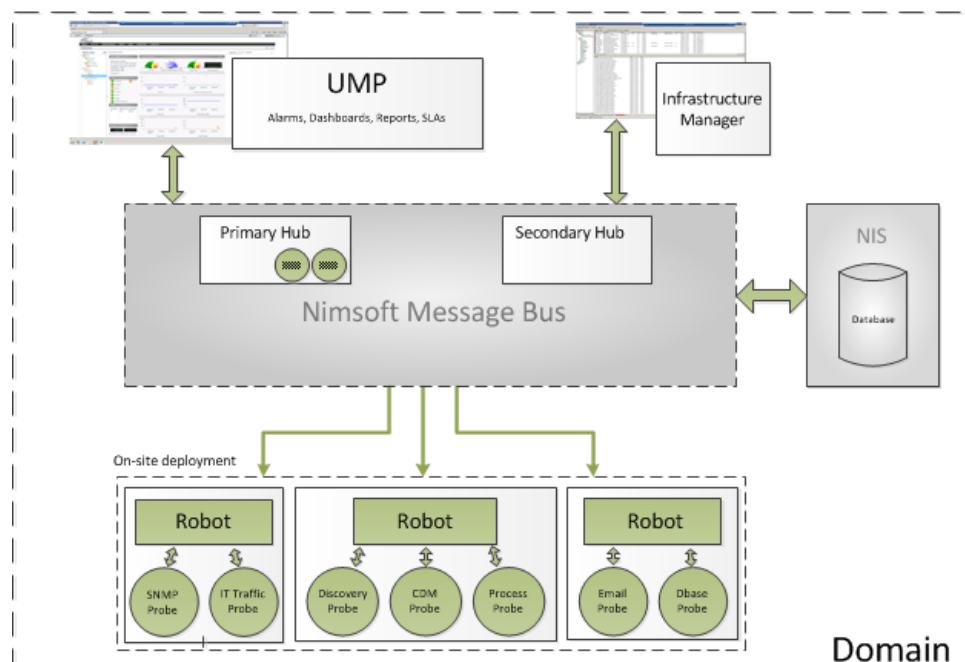 UMP
Alarms, Dashboards, Reports, SLAs
Infrastructure
Manager
Primary Hub
Secondary Hub
Nimsoft Message Bus
NIS
Database
On-site deployment
Robot
SNMP
Probe
IT Traffic
Probe
Robot
Discovery
Probe
CDM
Probe
Process
Probe
Robot
Email
Probe
Dbase
Probe
Domain